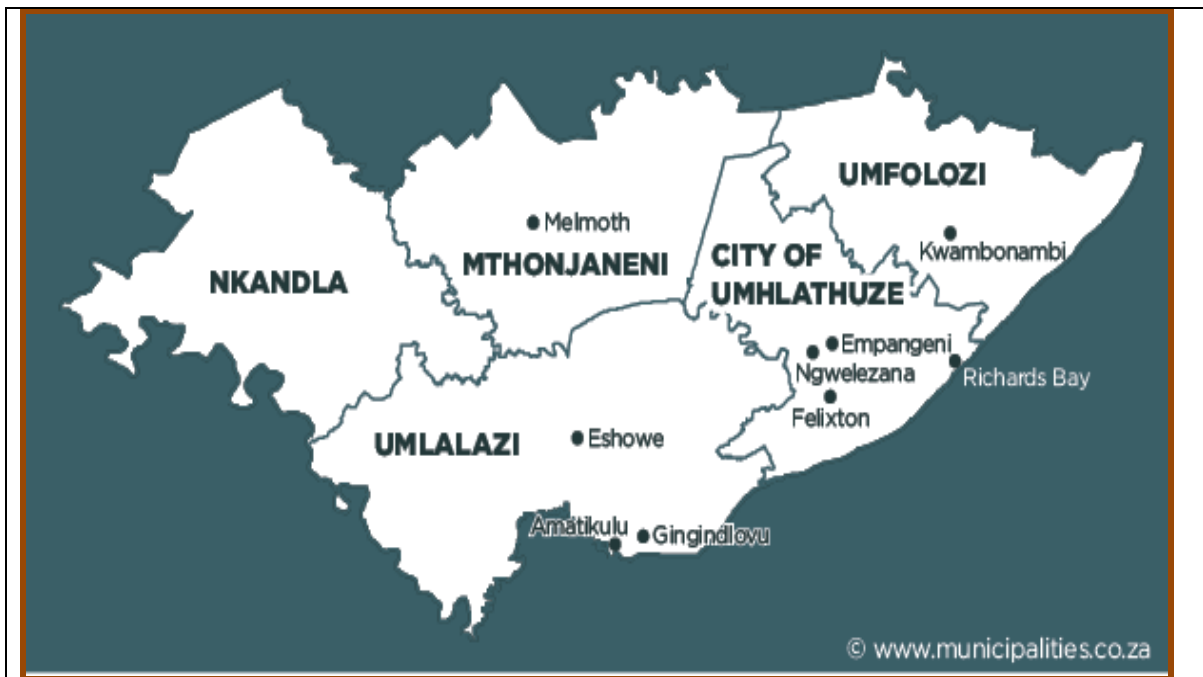 UMFOLOZI
Melmoth
Kwambonambi
MTHONJANENI
CITY OF
UMHLATHUZE
NKANDLA
Empangeni
Ngwelezana
Richards Bay
Felixton
UMLALAZI
Eshowe
Amatikulu
Gingindlovu
© www.municipalities.co.za